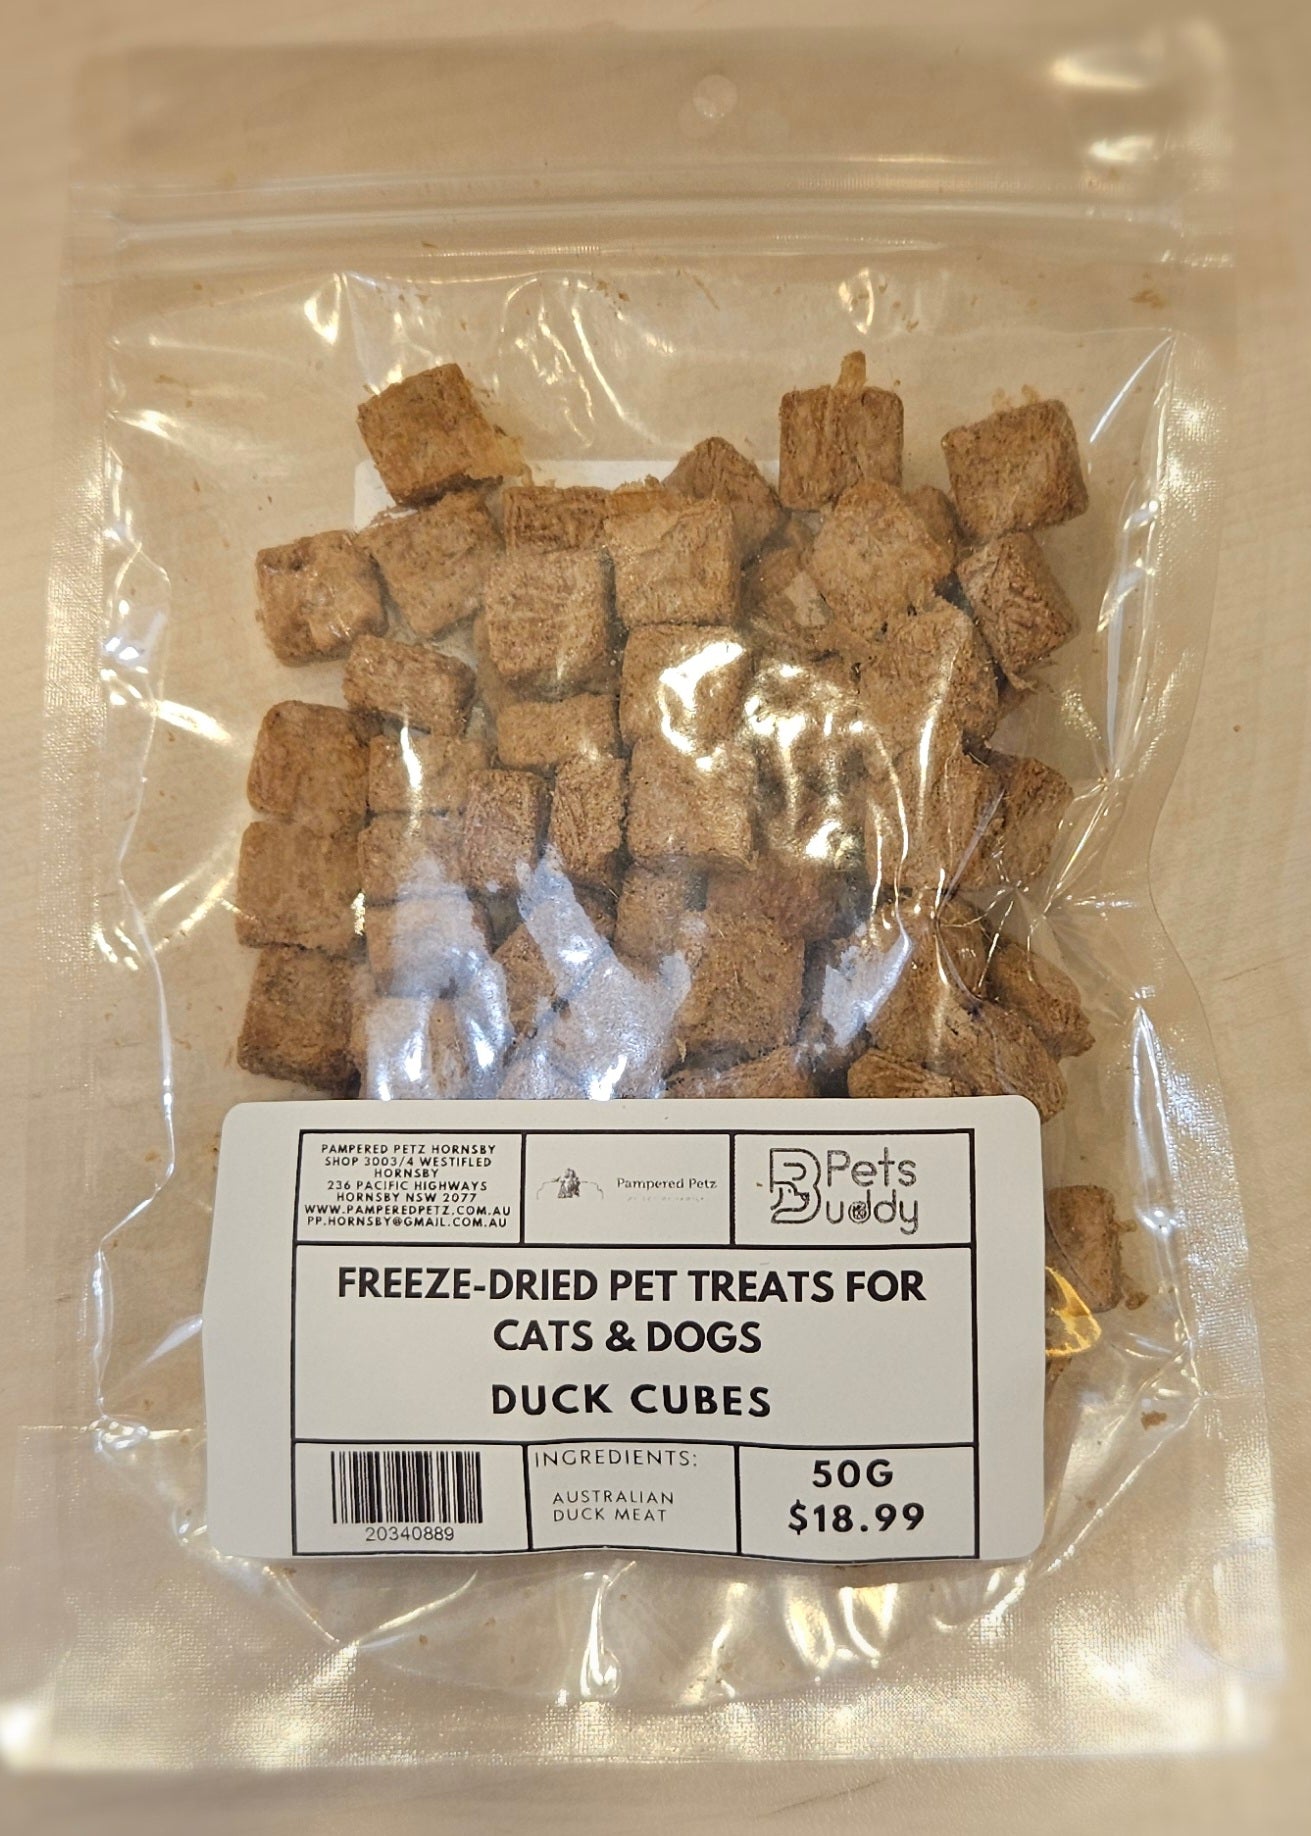 PAMPERED PETZ HORNSBY
SHOP 3003/4 WESTIFLED
HORNSBY
236 PACIFIC HIGHWAYS
HORNSBY NSW 2077
WWW.PAMPEREDPETZ.COM.AU
PP.HORNSBY@GMAIL.COM.AU
Pampered Petz
Pets
Buddy
FREEZE-DRIED PET TREATS FOR
CATS & DOGS
DUCK CUBES
20340889
INGREDIENTS:
AUSTRALIAN
DUCK MEAT
50G
$18.99